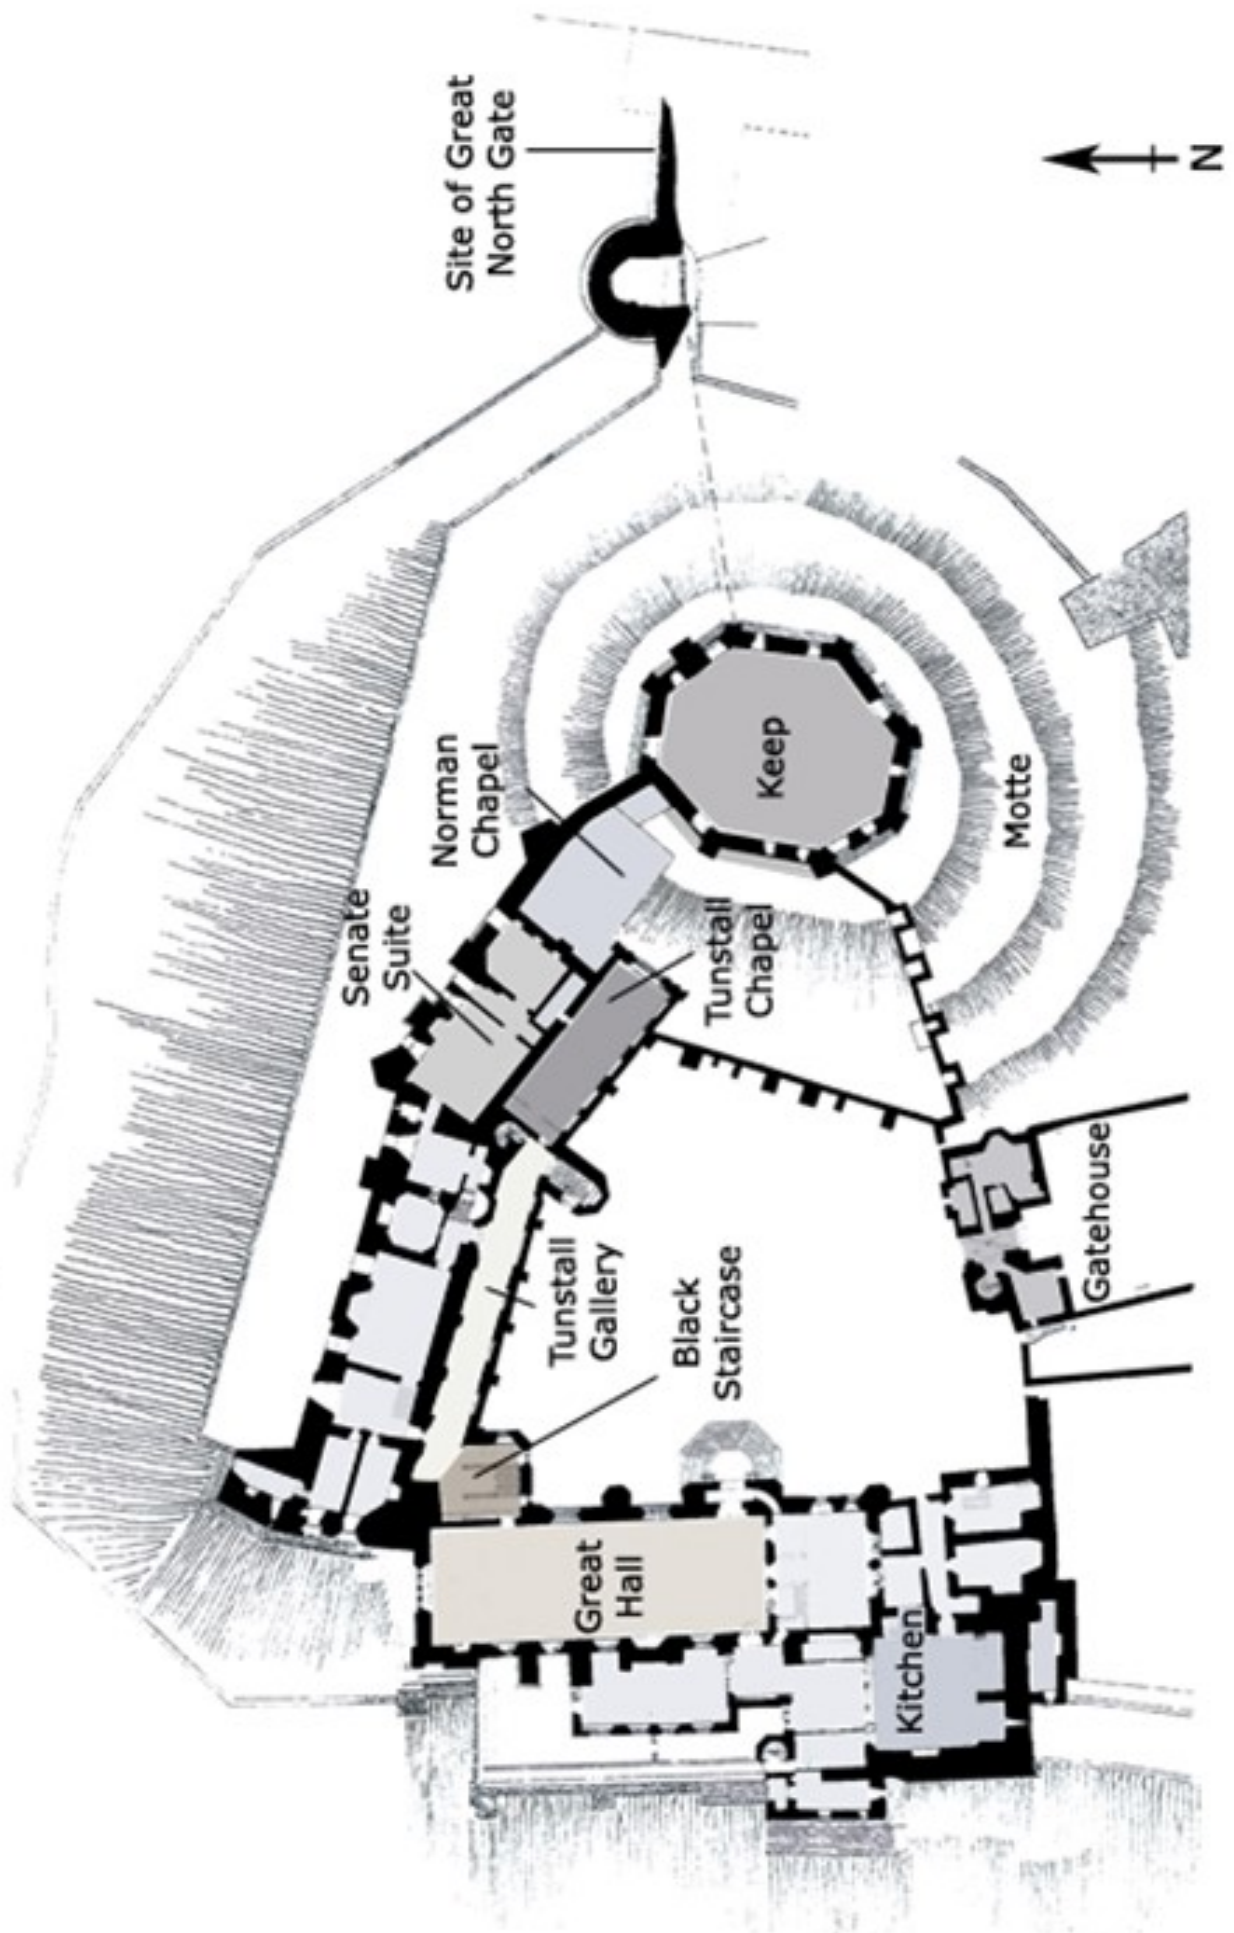 Site of Great
North Gate
N
Norman
Chapel
Senate
Suite
Keep
Motte
Tunstall
Chapel
Tunstall
Gallery
Black
Staircase
Gatehouse
Great
Hall
Kitchen